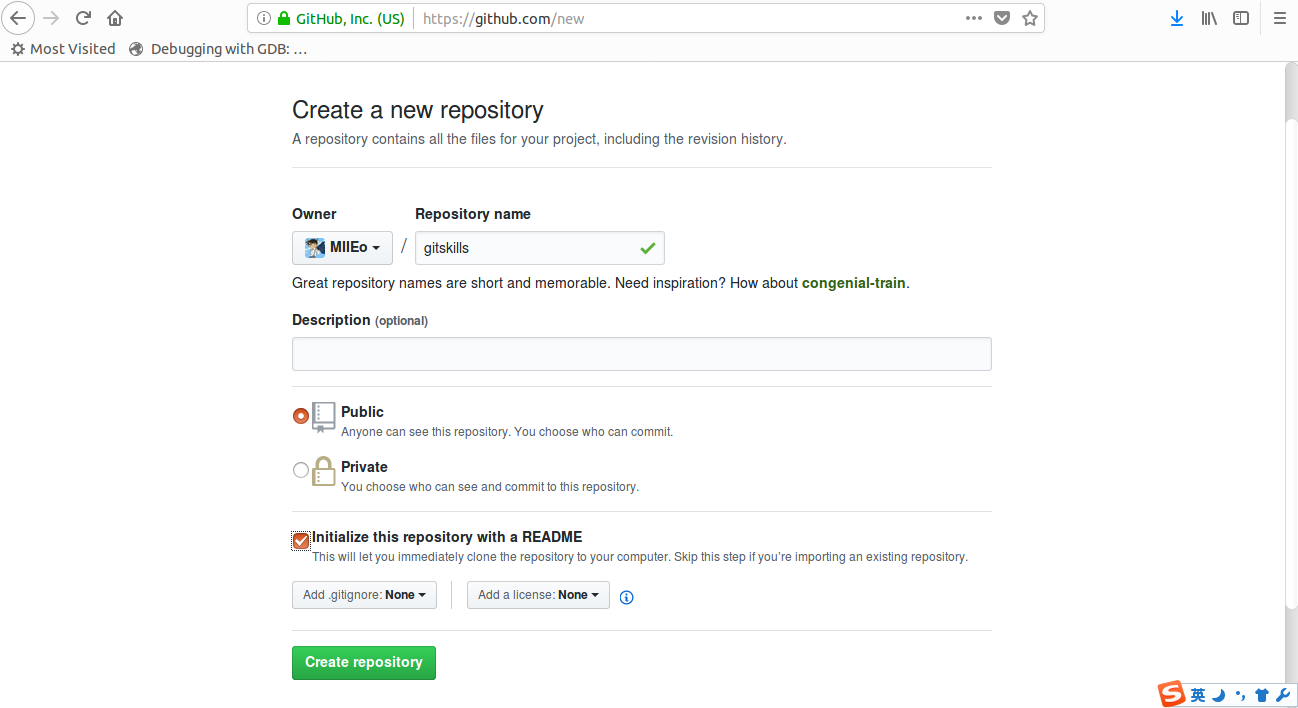 GitHub, Inc. (US)
https://github.com/new
Most Visited
Debugging with GDB: …
Create a new repository
A repository contains all the files for your project, including the revision history.
Owner
Repository name
MIIEo
/
gitskills
Great repository names are short and memorable. Need inspiration? How about congenial-train.
Description (optional)
Public
Anyone can see this repository. You choose who can commit.
Private
You choose who can see and commit to this repository.
Initialize this repository with a README
This will let you immediately clone the repository to your computer. Skip this step if you’re importing an existing repository.
Add .gitignore: None
Add a license: None
Create repository
S 英